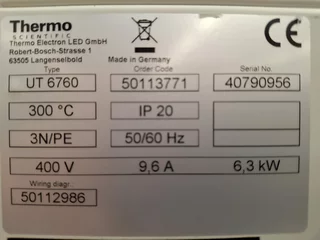 Thermo
SCIENTIFIC
Thermo Electron LED GmbH
Robert-Bosch-Strasse 1
63505 Langenselbold
Made in Germany
CE
Type Order Code Serial No.
UT 6760 50113771 40790956
300 °C IP 20
3N/PE 50/60 Hz
400 V 9,6 A 6,3 kW
Wiring diagr.
50112986